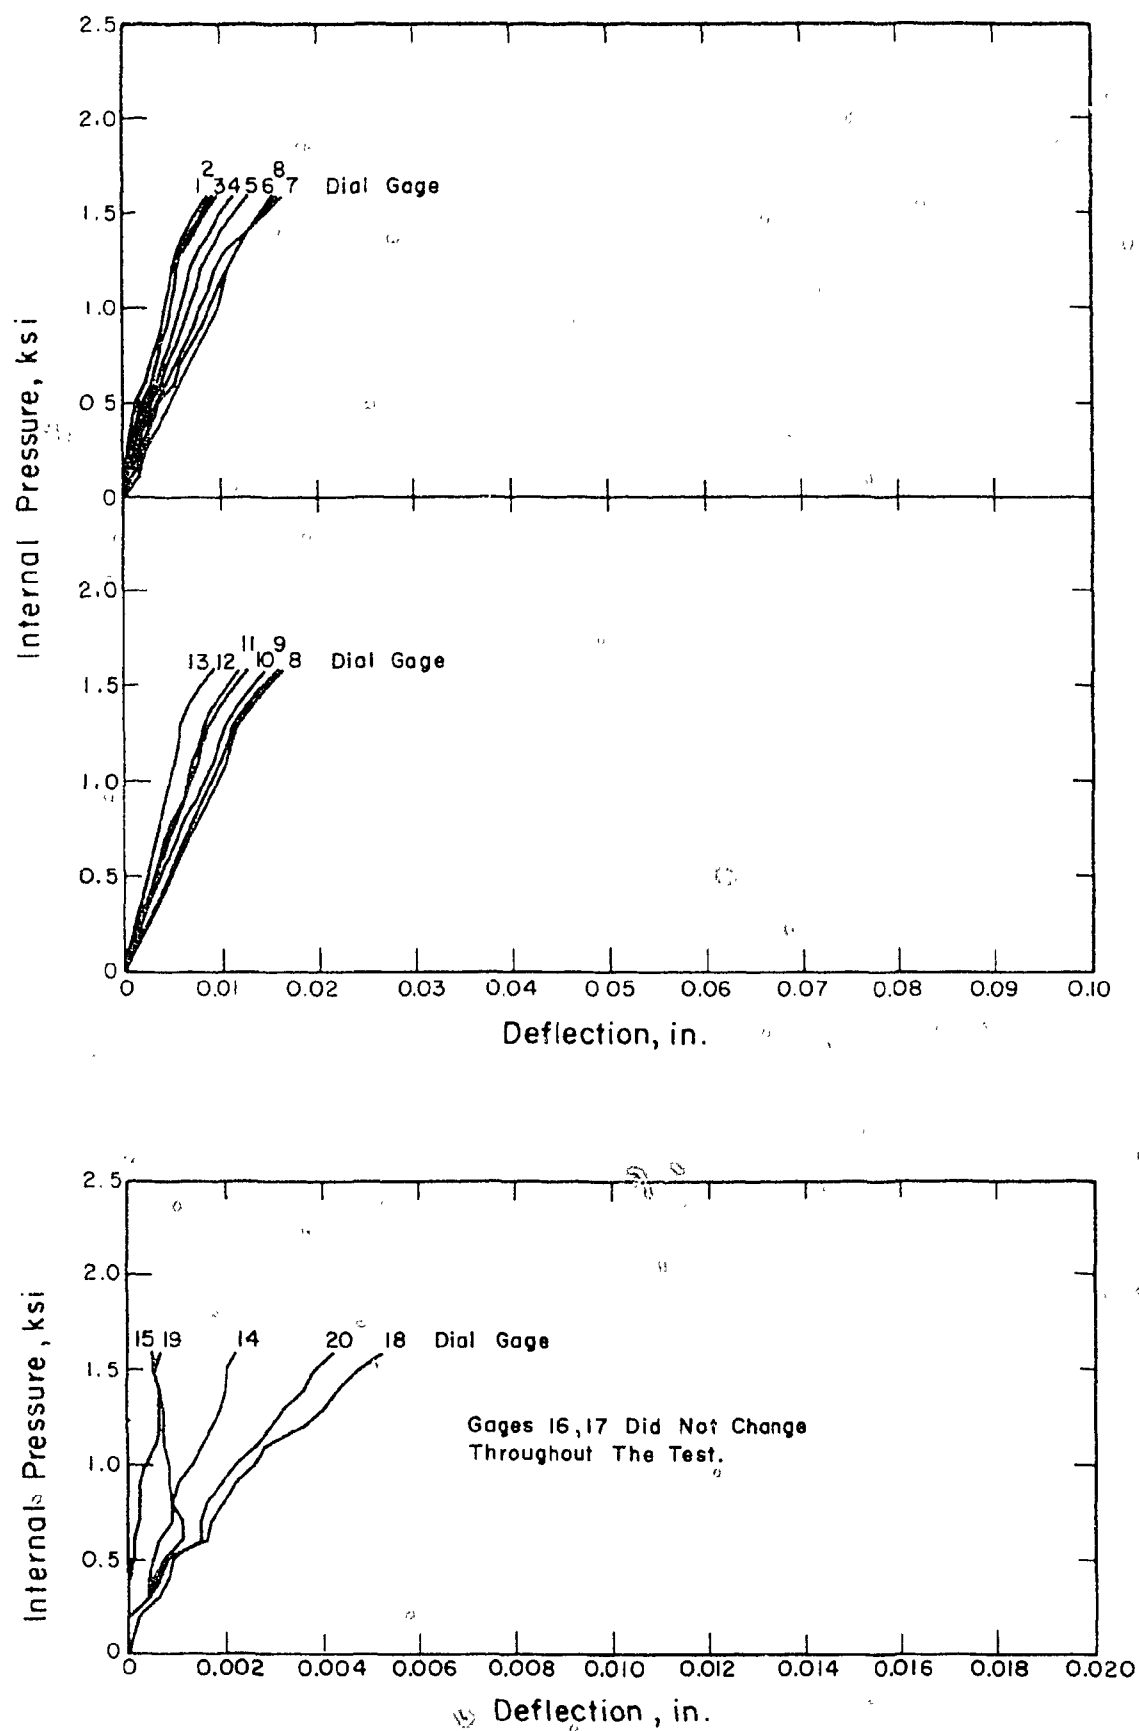 2.5
2.0
2 8
1 3 4 5 6 7 Dial Gage
1.5
1.0
0 5
0
Internal Pressure, ksi
2.0
11 9
13 12 10 8 Dial Gage
1.5
1.0
0.5
0
0 0.01 0.02 0.03 0.04 0 05 0.06 0.07 0.08 0.09 0.10
Deflection, in.
2.5
2.0
15 19 14 20 18 Dial Gage
1.5
Gages 16,17 Did Not Change
Throughout The Test.
1.0
0.5
0
Internal Pressure, ksi
0 0.002 0.004 0.006 0.008 0.010 0.012 0.014 0.016 0.018 0.020
Deflection, in.